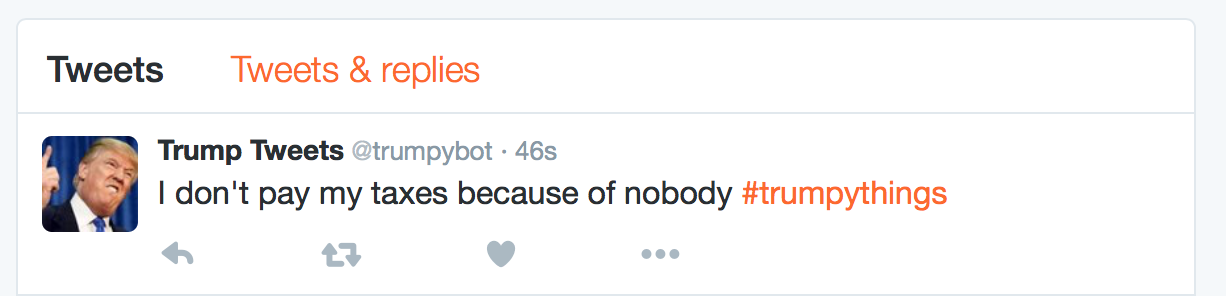 Tweets Tweets & replies
Trump Tweets @trumpybot · 46s
I don't pay my taxes because of nobody #trumpythings